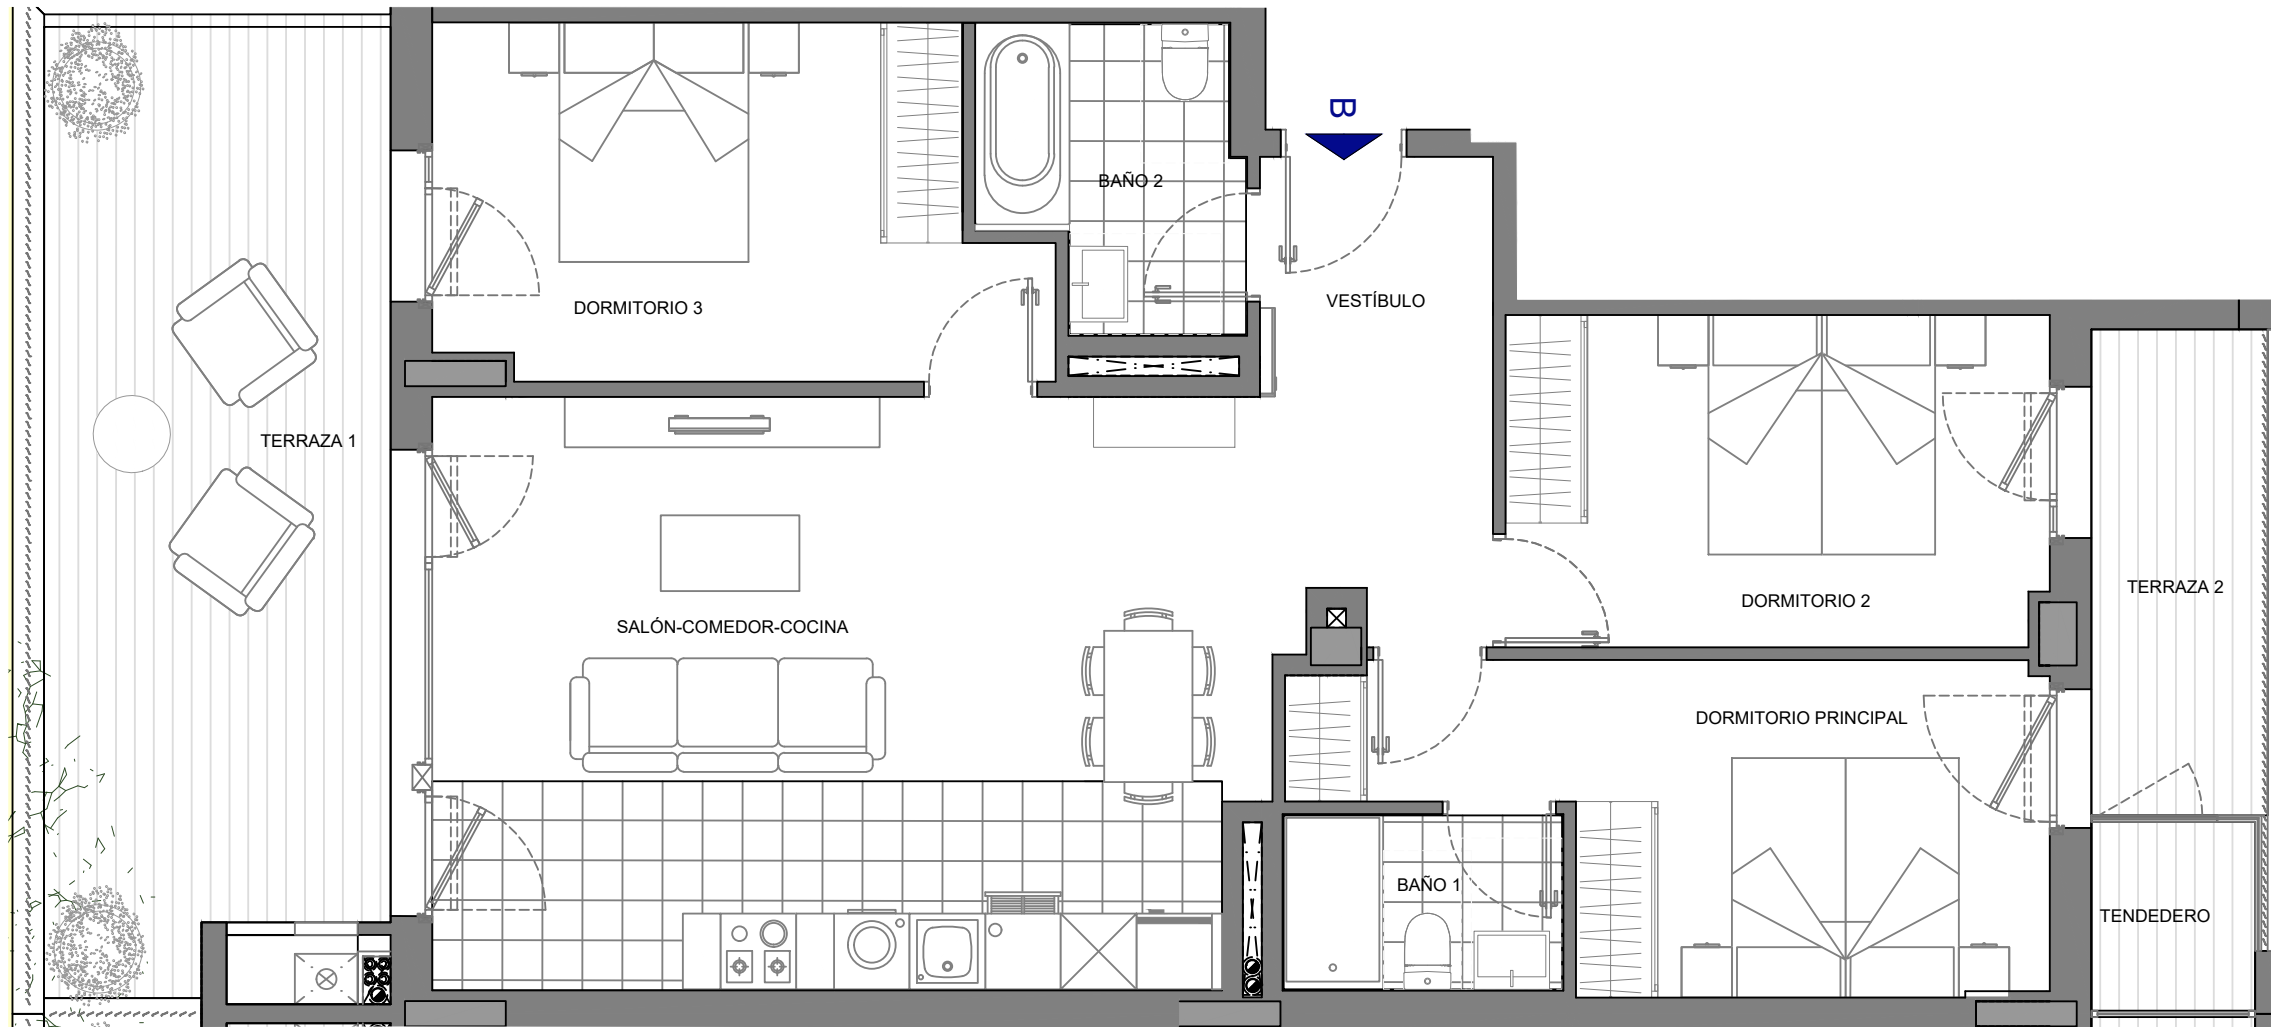 B
BAÑO 2
VESTÍBULO
DORMITORIO 3
TERRAZA 1
TERRAZA 2
DORMITORIO 2
SALÓN-COMEDOR-COCINA
DORMITORIO PRINCIPAL
BAÑO 1
TENDEDERO